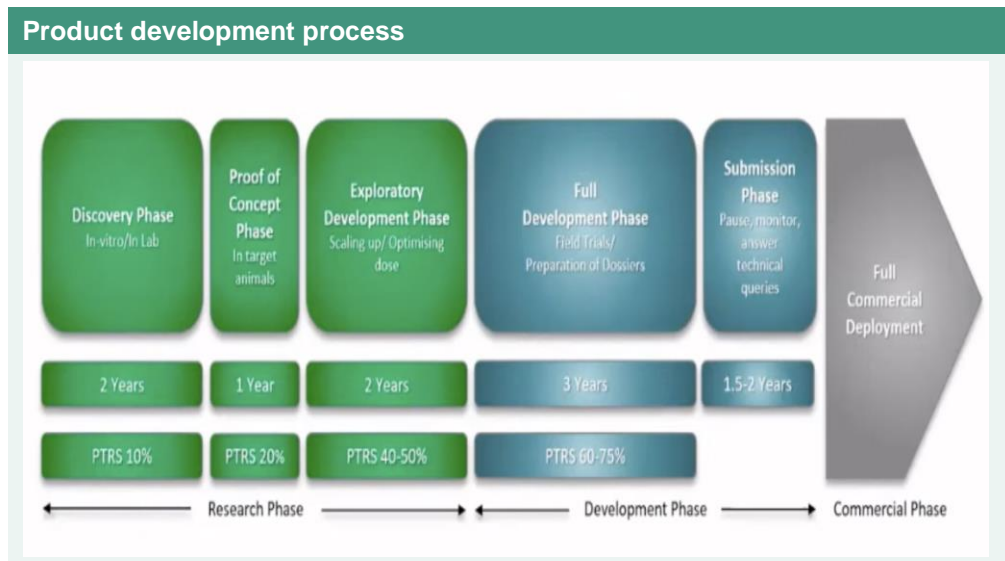 Product development process
Discovery Phase
In-vitro/In Lab
Proof of
Concept
Phase
In target
animals
Exploratory
Development Phase
Scaling up/ Optimising
dose
Full
Development Phase
Field Trials/
Preparation of Dossiers
Submission
Phase
Pause, monitor,
answer
technical
queries
Full
Commercial
Deployment
2 Years
1 Year
2 Years
3 Years
1.5-2 Years
PTRS 10%
PTRS 20%
PTRS 40-50%
PTRS 60-75%
Research Phase
Development Phase
Commercial Phase